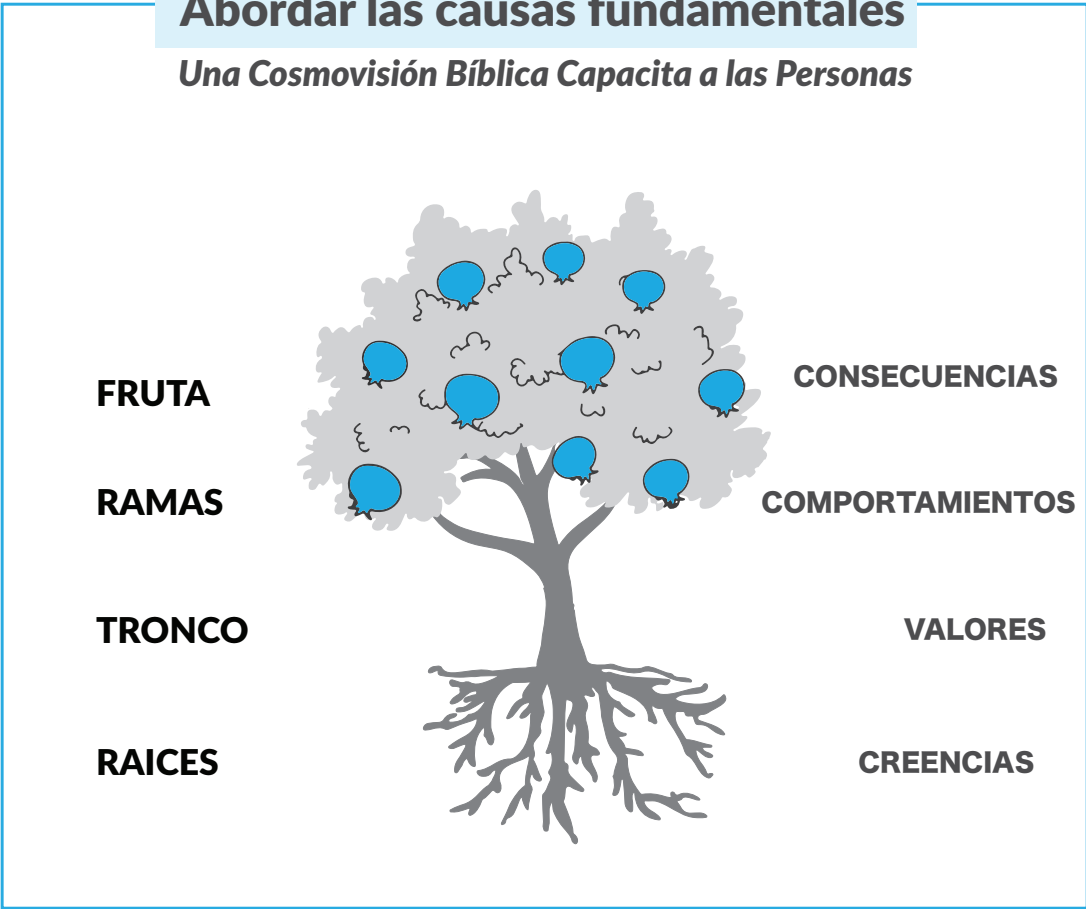 Abordar las causas fundamentales
Una Cosmovisión Bíblica Capacita a las Personas
FRUTA
CONSECUENCIAS
RAMAS
COMPORTAMIENTOS
TRONCO
VALORES
RAICES
CREENCIAS